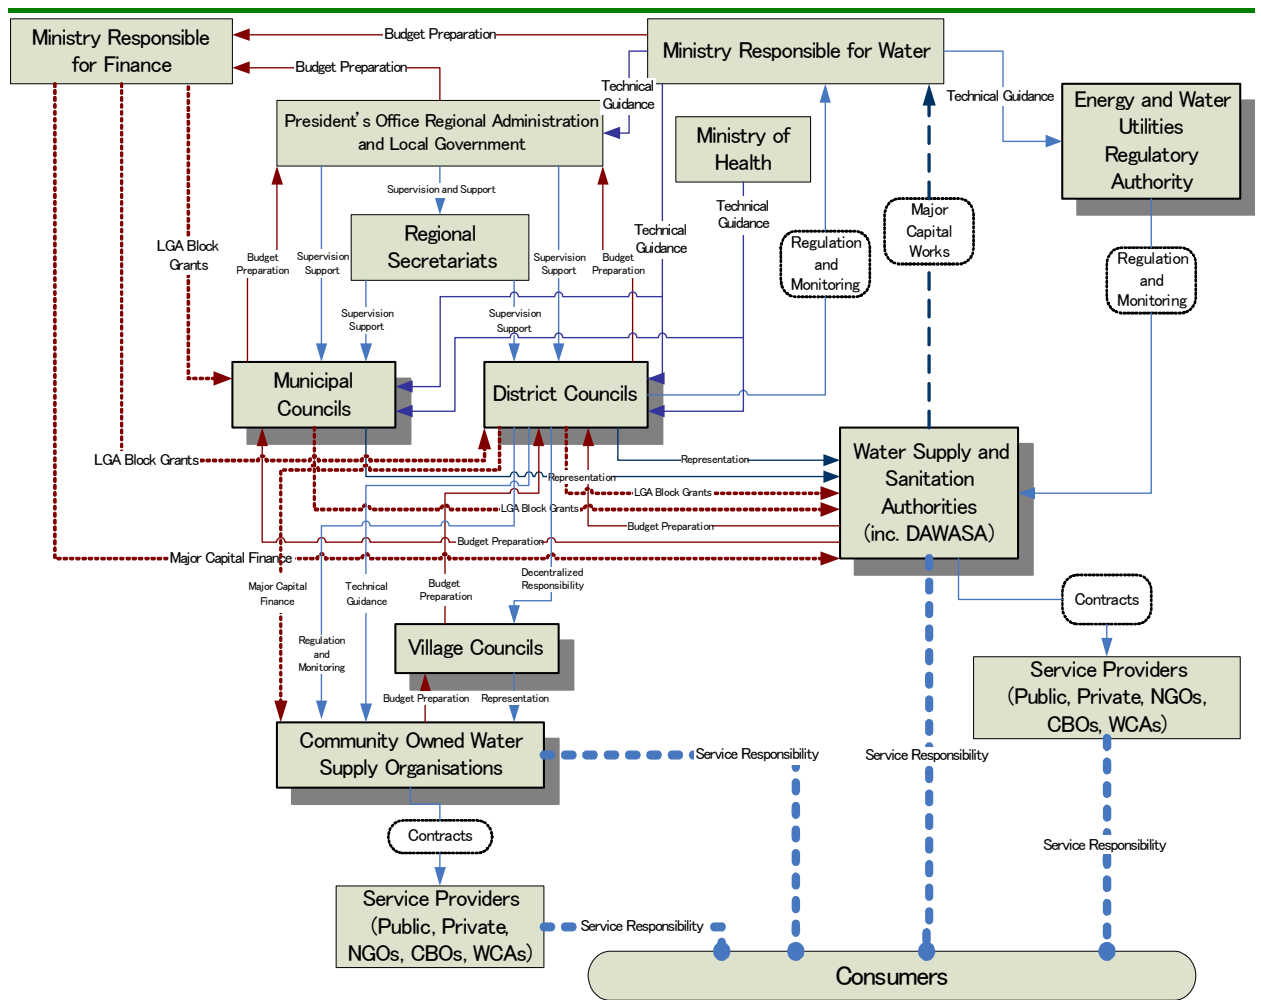 Ministry Responsible
for Finance
Budget Preparation
Ministry Responsible for Water
Budget Preparation
Technical
Guidance
Technical Guidance
Energy and Water
Utilities
Regulatory
Authority
President's Office Regional Administration
and Local Government
Ministry of
Health
Supervision and Support
Technical
Guidance
Major
Capital
Works
Regional
Secretariats
LGA Block
Grants
Budget
Preparation
Supervision
Support
Supervision
Support
Budget
Preparation
Technical
Guidance
Regulation
and
Monitoring
Regulation
and
Monitoring
Supervision
Support
Supervision
Support
Municipal
Councils
District Councils
LGA Block Grants
Representation
Representation
LGA Block Grants
LGA Block Grants
Budget Preparation
Budget Preparation
Water Supply and
Sanitation
Authorities
(inc. DAWASA)
Major Capital Finance
Major Capital
Finance
Technical
Guidance
Budget
Preparation
Decentralized
Responsibility
Contracts
Regulation
and
Monitoring
Village Councils
Service Providers
(Public, Private, NGOs,
CBOs, WCAs)
Budget Preparation
Representation
Community Owned Water
Supply Organisations
Service Responsibility
Service Responsibility
Contracts
Service Responsibility
Service Providers
(Public, Private,
NGOs, CBOs, WCAs)
Service Responsibility
Consumers